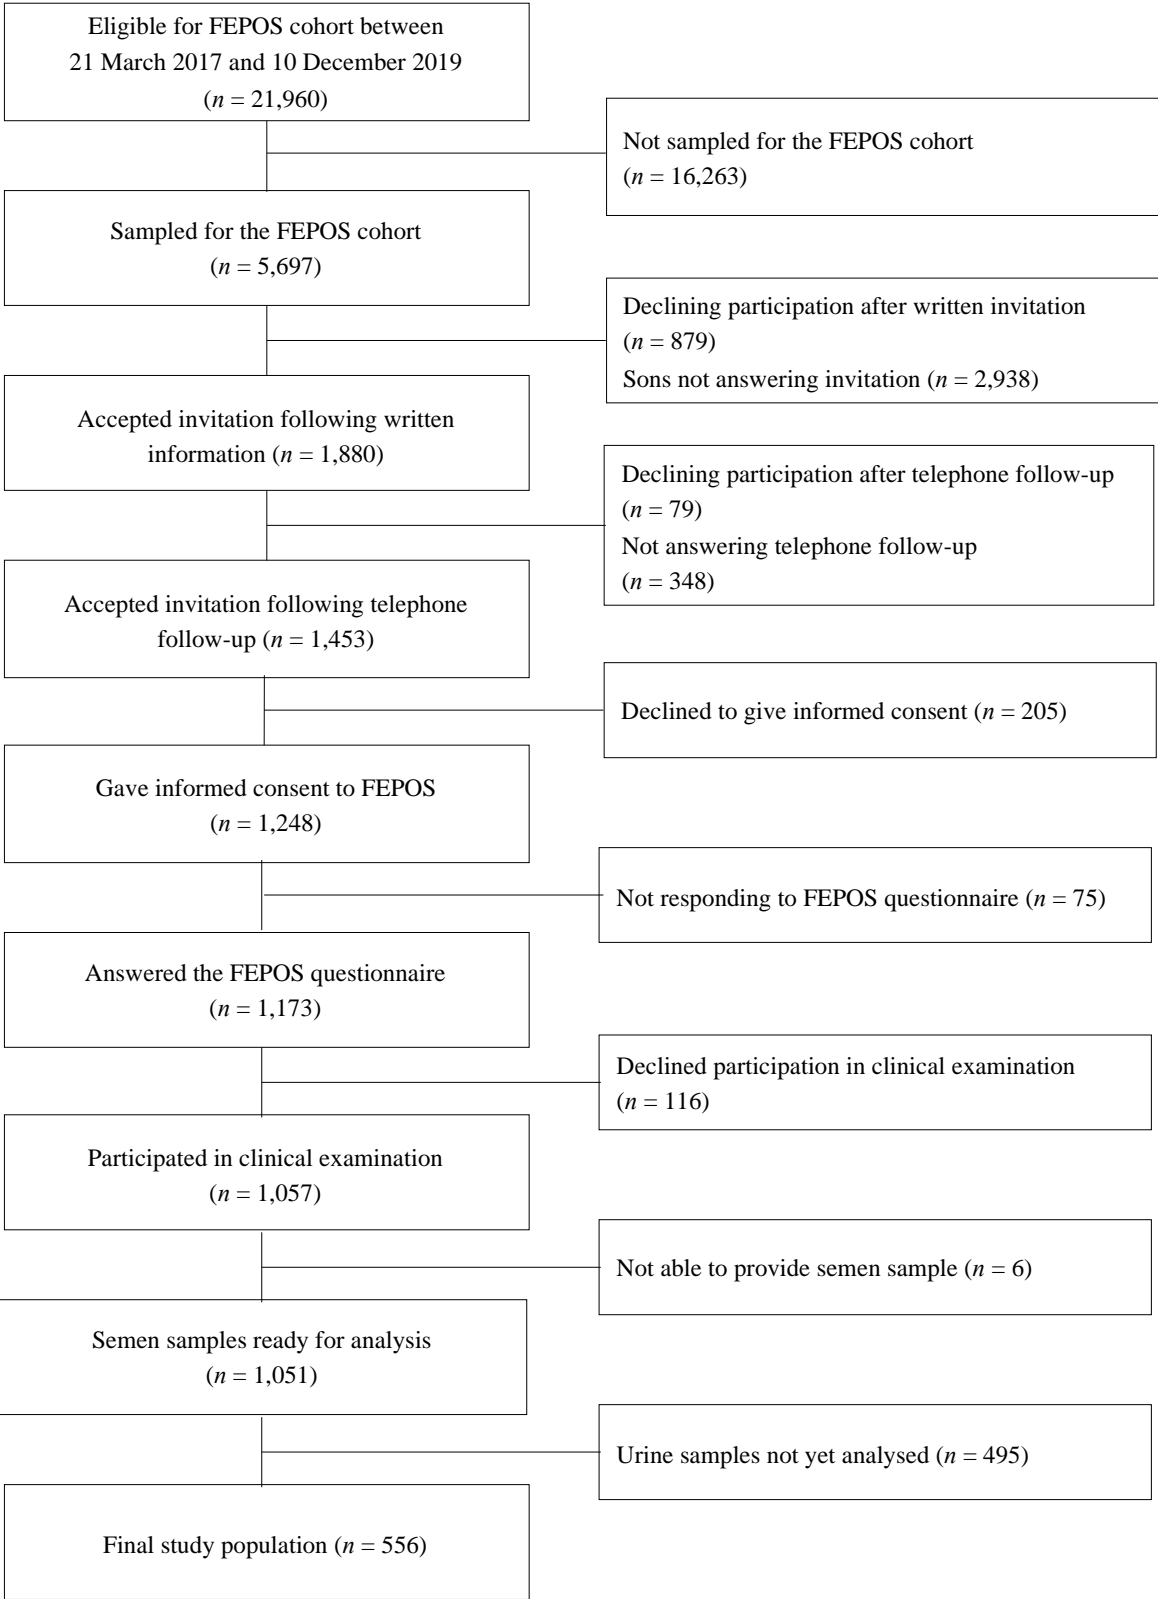 Eligible for FEPOS cohort between
21 March 2017 and 10 December 2019
(n = 21,960)
Not sampled for the FEPOS cohort
(n = 16,263)
Sampled for the FEPOS cohort
(n = 5,697)
Declining participation after written invitation
(n = 879)
Sons not answering invitation (n = 2,938)
Accepted invitation following written
information (n = 1,880)
Declining participation after telephone follow-up
(n = 79)
Not answering telephone follow-up
(n = 348)
Accepted invitation following telephone
follow-up (n = 1,453)
Declined to give informed consent (n = 205)
Gave informed consent to FEPOS
(n = 1,248)
Not responding to FEPOS questionnaire (n = 75)
Answered the FEPOS questionnaire
(n = 1,173)
Declined participation in clinical examination
(n = 116)
Participated in clinical examination
(n = 1,057)
Not able to provide semen sample (n = 6)
Semen samples ready for analysis
(n = 1,051)
Urine samples not yet analysed (n = 495)
Final study population (n = 556)